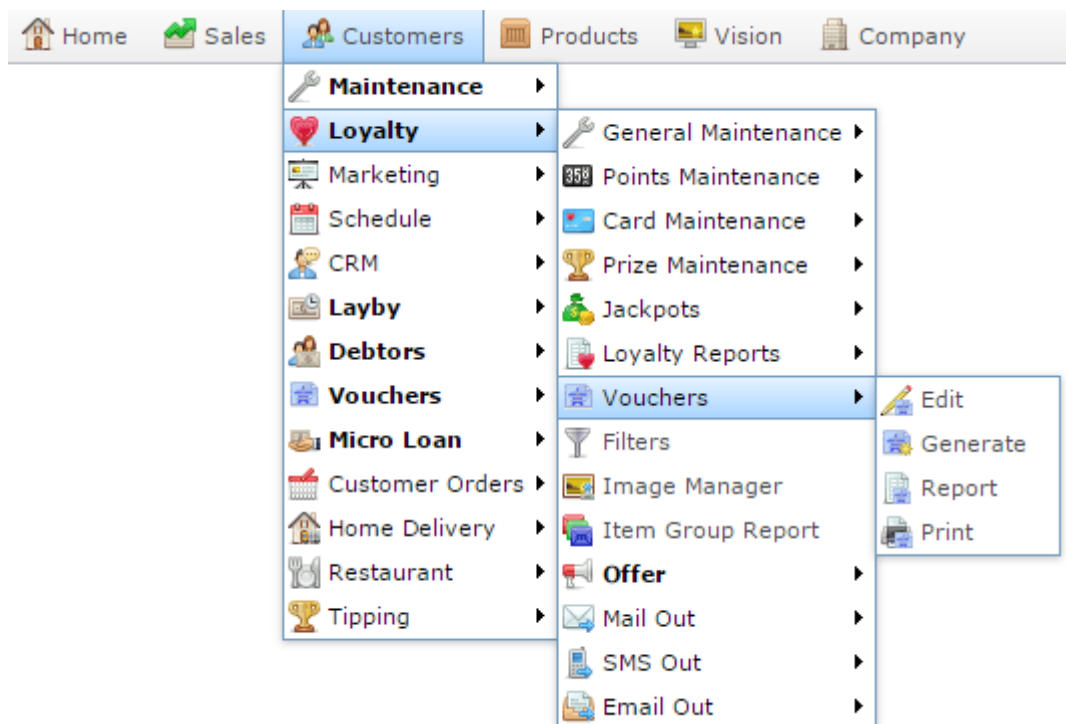 Home Sales Customers Products Vision Company
Maintenance
Loyalty
Marketing
Schedule
CRM
Layby
Debtors
Vouchers
Micro Loan
Customer Orders
Home Delivery
Restaurant
Tipping
General Maintenance
358 Points Maintenance
Card Maintenance
Prize Maintenance
Jackpots
Loyalty Reports
Vouchers
Filters
Image Manager
Item Group Report
Offer
Mail Out
SMS Out
Email Out
Edit
Generate
Report
Print